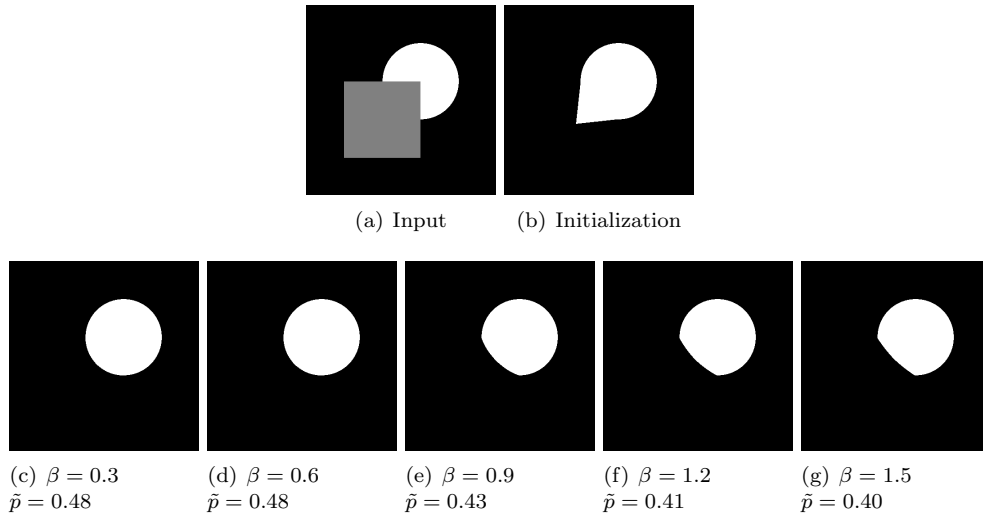 (a) Input (b) Initialization
(c) β = 0.3 (d) β = 0.6 (e) β = 0.9 (f) β = 1.2 (g) β = 1.5
p̃ = 0.48 p̃ = 0.48 p̃ = 0.43 p̃ = 0.41 p̃ = 0.40